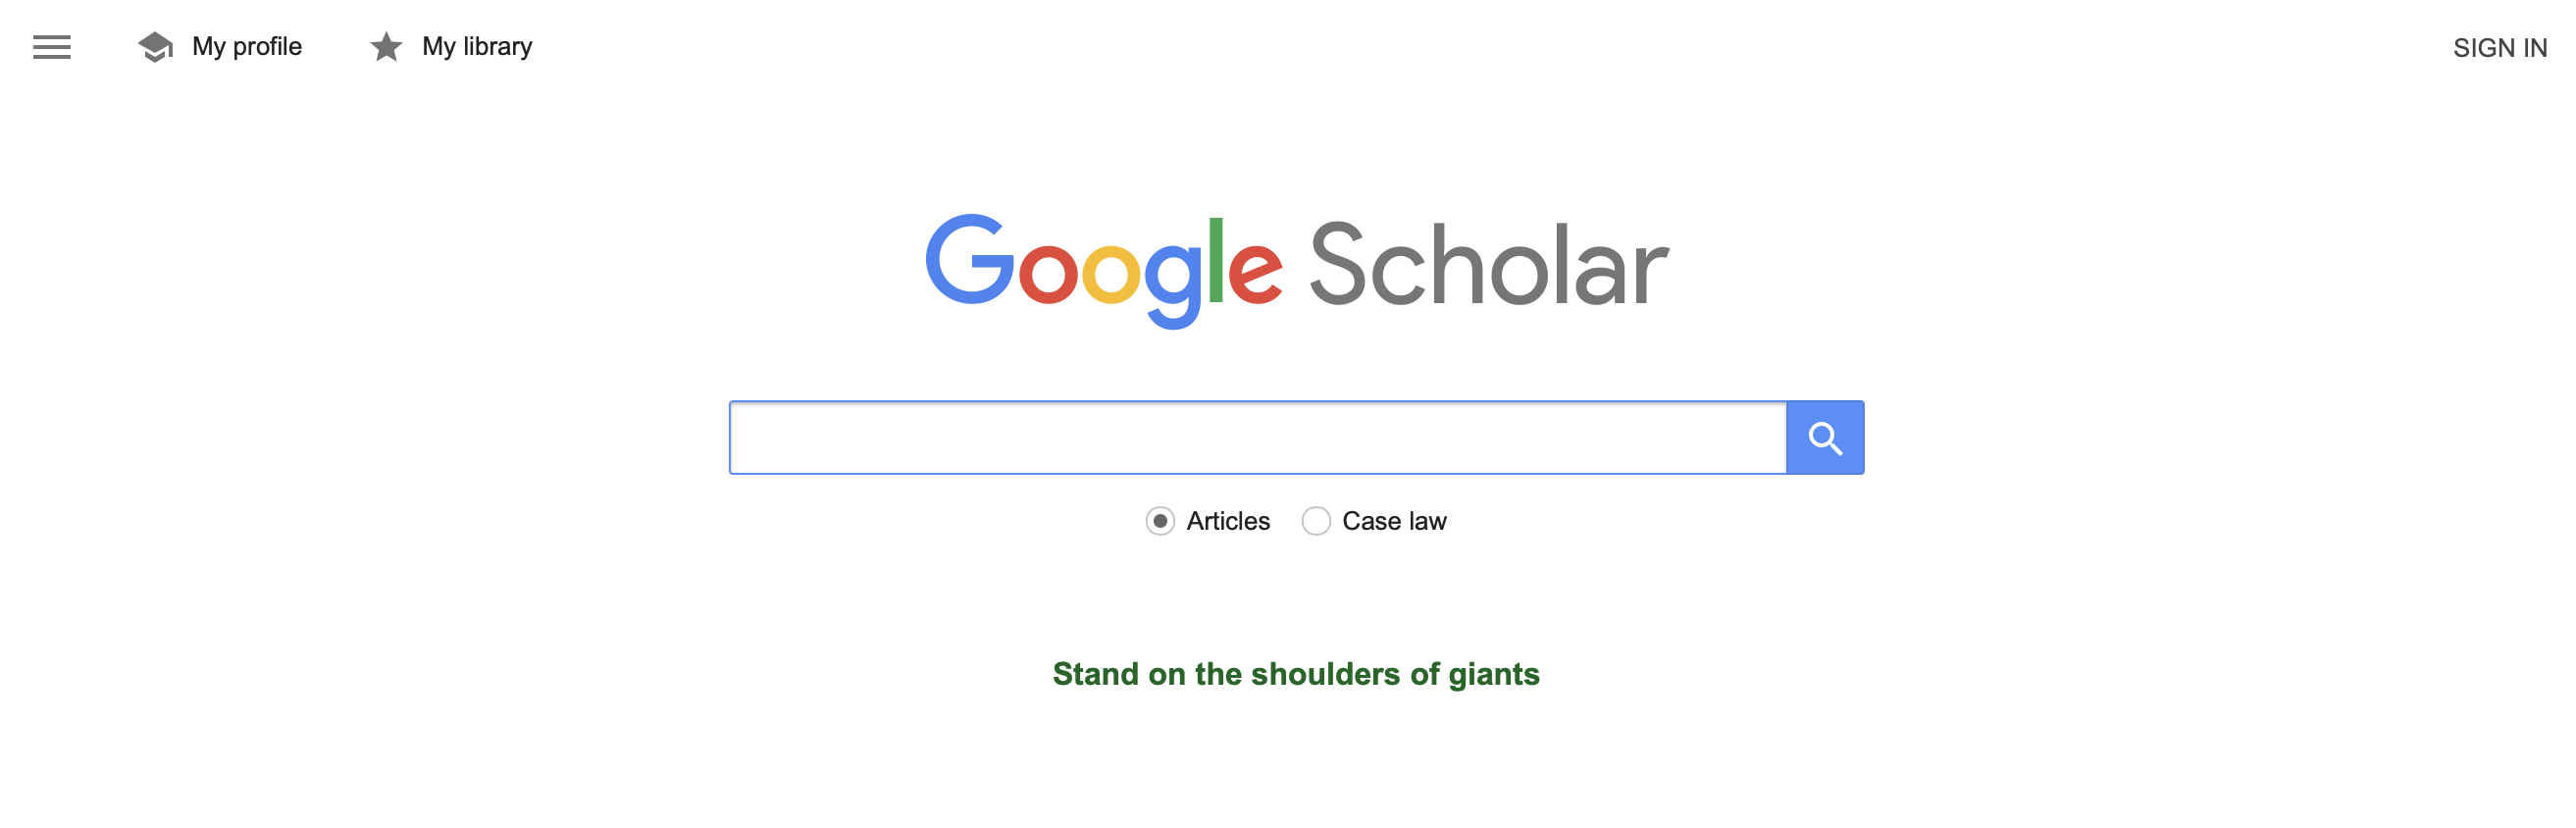 My profile
My library
SIGN IN
Google Scholar
Articles
Case law
Stand on the shoulders of giants